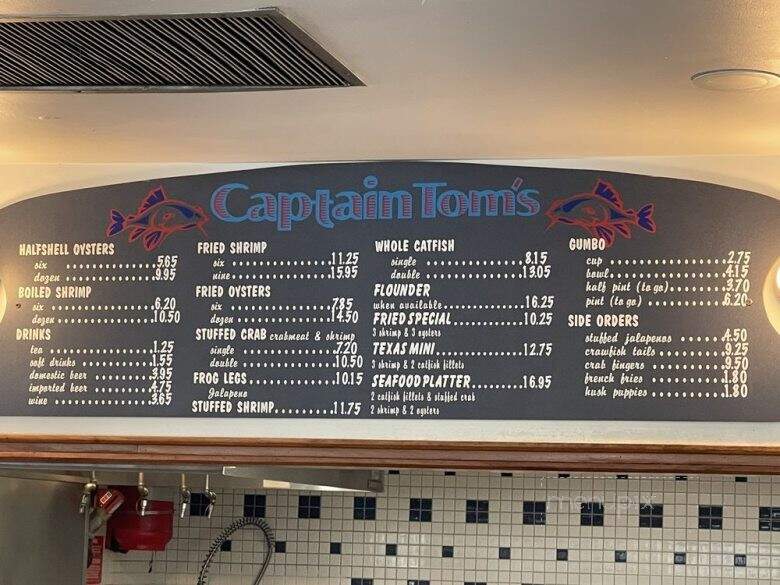 Captain Tom's
HALFSHELL OYSTERS
six 5.65
dozen 9.95
BOILED SHRIMP
six 6.20
dozen 10.50
DRINKS
tea 1.25
soft drinks 1.55
domestic beer 3.95
imported beer 4.75
wine 3.65
FRIED SHRIMP
six 11.25
nine 15.95
FRIED OYSTERS
six 7.85
dozen 14.50
STUFFED CRAB crabmeat & shrimp
single 7.20
double 10.50
FROG LEGS 10.15
Jalapeno
STUFFED SHRIMP 11.75
WHOLE CATFISH
single 8.15
double 13.05
FLOUNDER
when available 16.25
FRIED SPECIAL 10.25
3 shrimp & 3 oysters
TEXAS MINI 12.75
3 shrimp & 2 catfish fillets
SEAFOOD PLATTER 16.95
2 catfish fillets & stuffed crab
2 shrimp & 2 oysters
GUMBO
cup 2.75
bowl 4.15
half pint (to go) 3.70
pint (to go) 6.20
SIDE ORDERS
stuffed jalapenos 4.50
crawfish tails 9.25
crab fingers 9.50
french fries 1.80
hush puppies 1.80
menupix